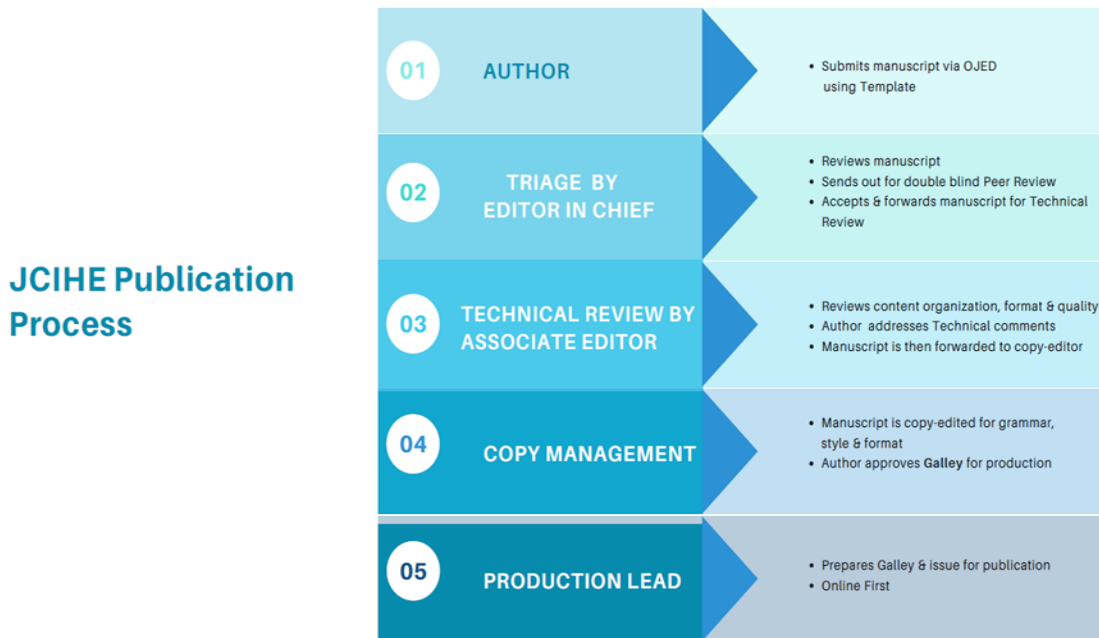 JCIHE Publication
Process
01
AUTHOR
• Submits manuscript via OJED
using Template
02
TRIAGE BY
EDITOR IN CHIEF
• Reviews manuscript
• Sends out for double blind Peer Review
• Accepts & forwards manuscript for Technical
Review
03
TECHNICAL REVIEW BY
ASSOCIATE EDITOR
• Reviews content organization, format & quality
• Author addresses Technical comments
• Manuscript is then forwarded to copy-editor
04
COPY MANAGEMENT
• Manuscript is copy-edited for grammar,
style & format
• Author approves Galley for production
05
PRODUCTION LEAD
• Prepares Galley & issue for publication
• Online First